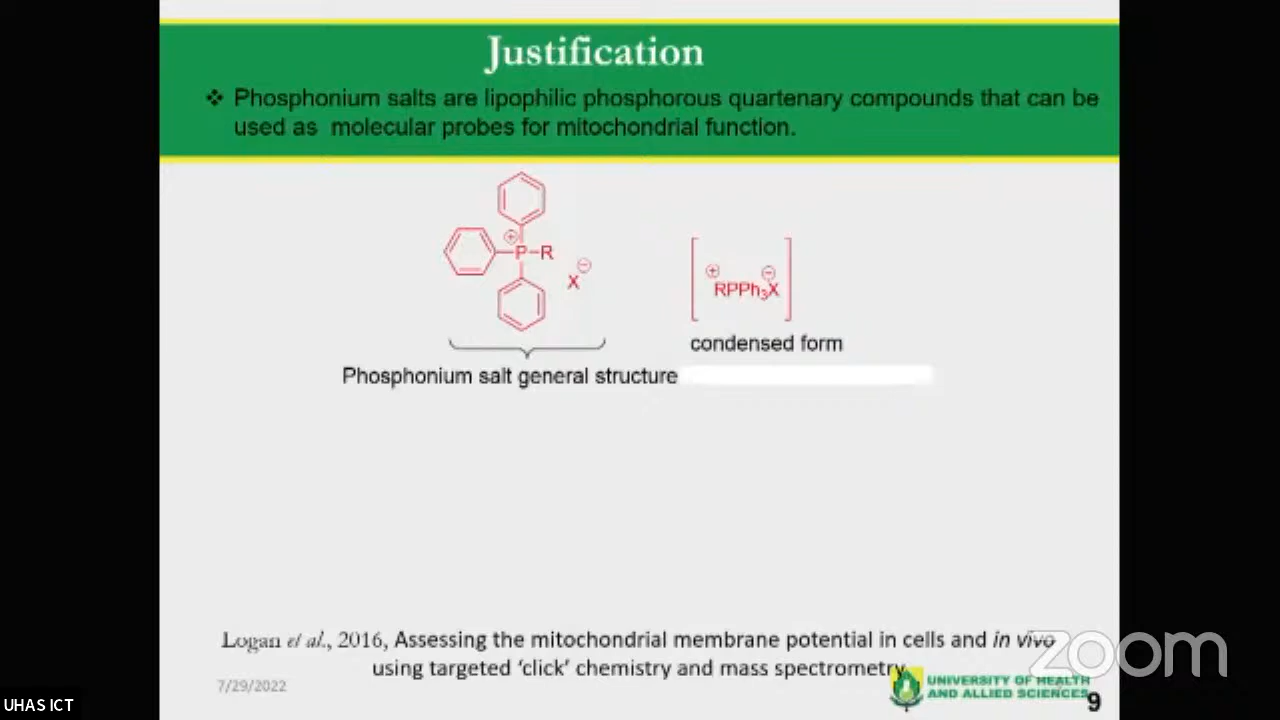 Justification
❖ Phosphonium salts are lipophilic phosphorous quartenary compounds that can be
used as molecular probes for mitochondrial function.
P
⊕
R
X
⊖
⊕
⊖
RPPh₃X
condensed form
Phosphonium salt general structure
Logan et al., 2016, Assessing the mitochondrial membrane potential in cells and in vivo
using targeted ‘click’ chemistry and mass spectrometry.
7/29/2022
UNIVERSITY OF HEALTH
AND ALLIED SCIENCES
9
zoom
UHAS ICT